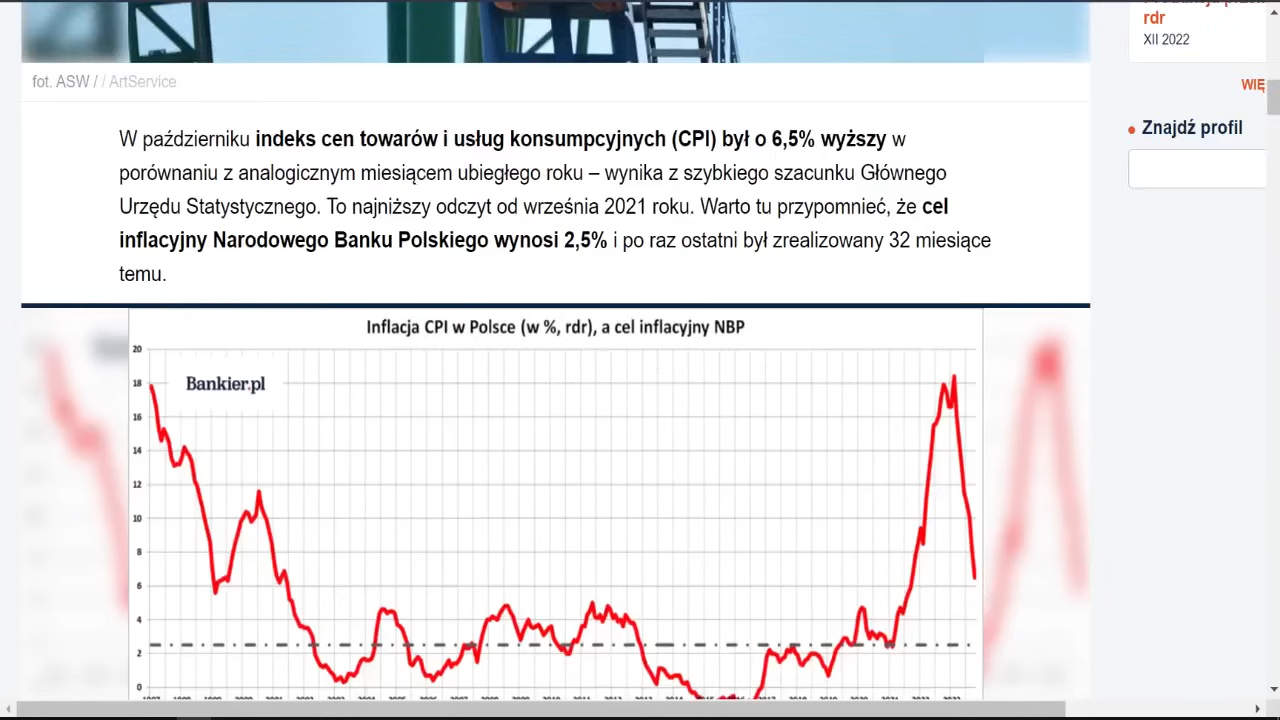 rdr
XII 2022
fot. ASW / / ArtService
WIĘ
Znajdź profil
W październiku indeks cen towarów i usług konsumpcyjnych (CPI) był o 6,5% wyższy w
porównaniu z analogicznym miesiącem ubiegłego roku – wynika z szybkiego szacunku Głównego
Urzędu Statystycznego. To najniższy odczyt od września 2021 roku. Warto tu przypomnieć, że cel
inflacyjny Narodowego Banku Polskiego wynosi 2,5% i po raz ostatni był zrealizowany 32 miesiące
temu.
Inflacja CPI w Polsce (w %, rdr), a cel inflacyjny NBP
Bankier.pl
20
18
16
14
12
10
8
6
4
2
0